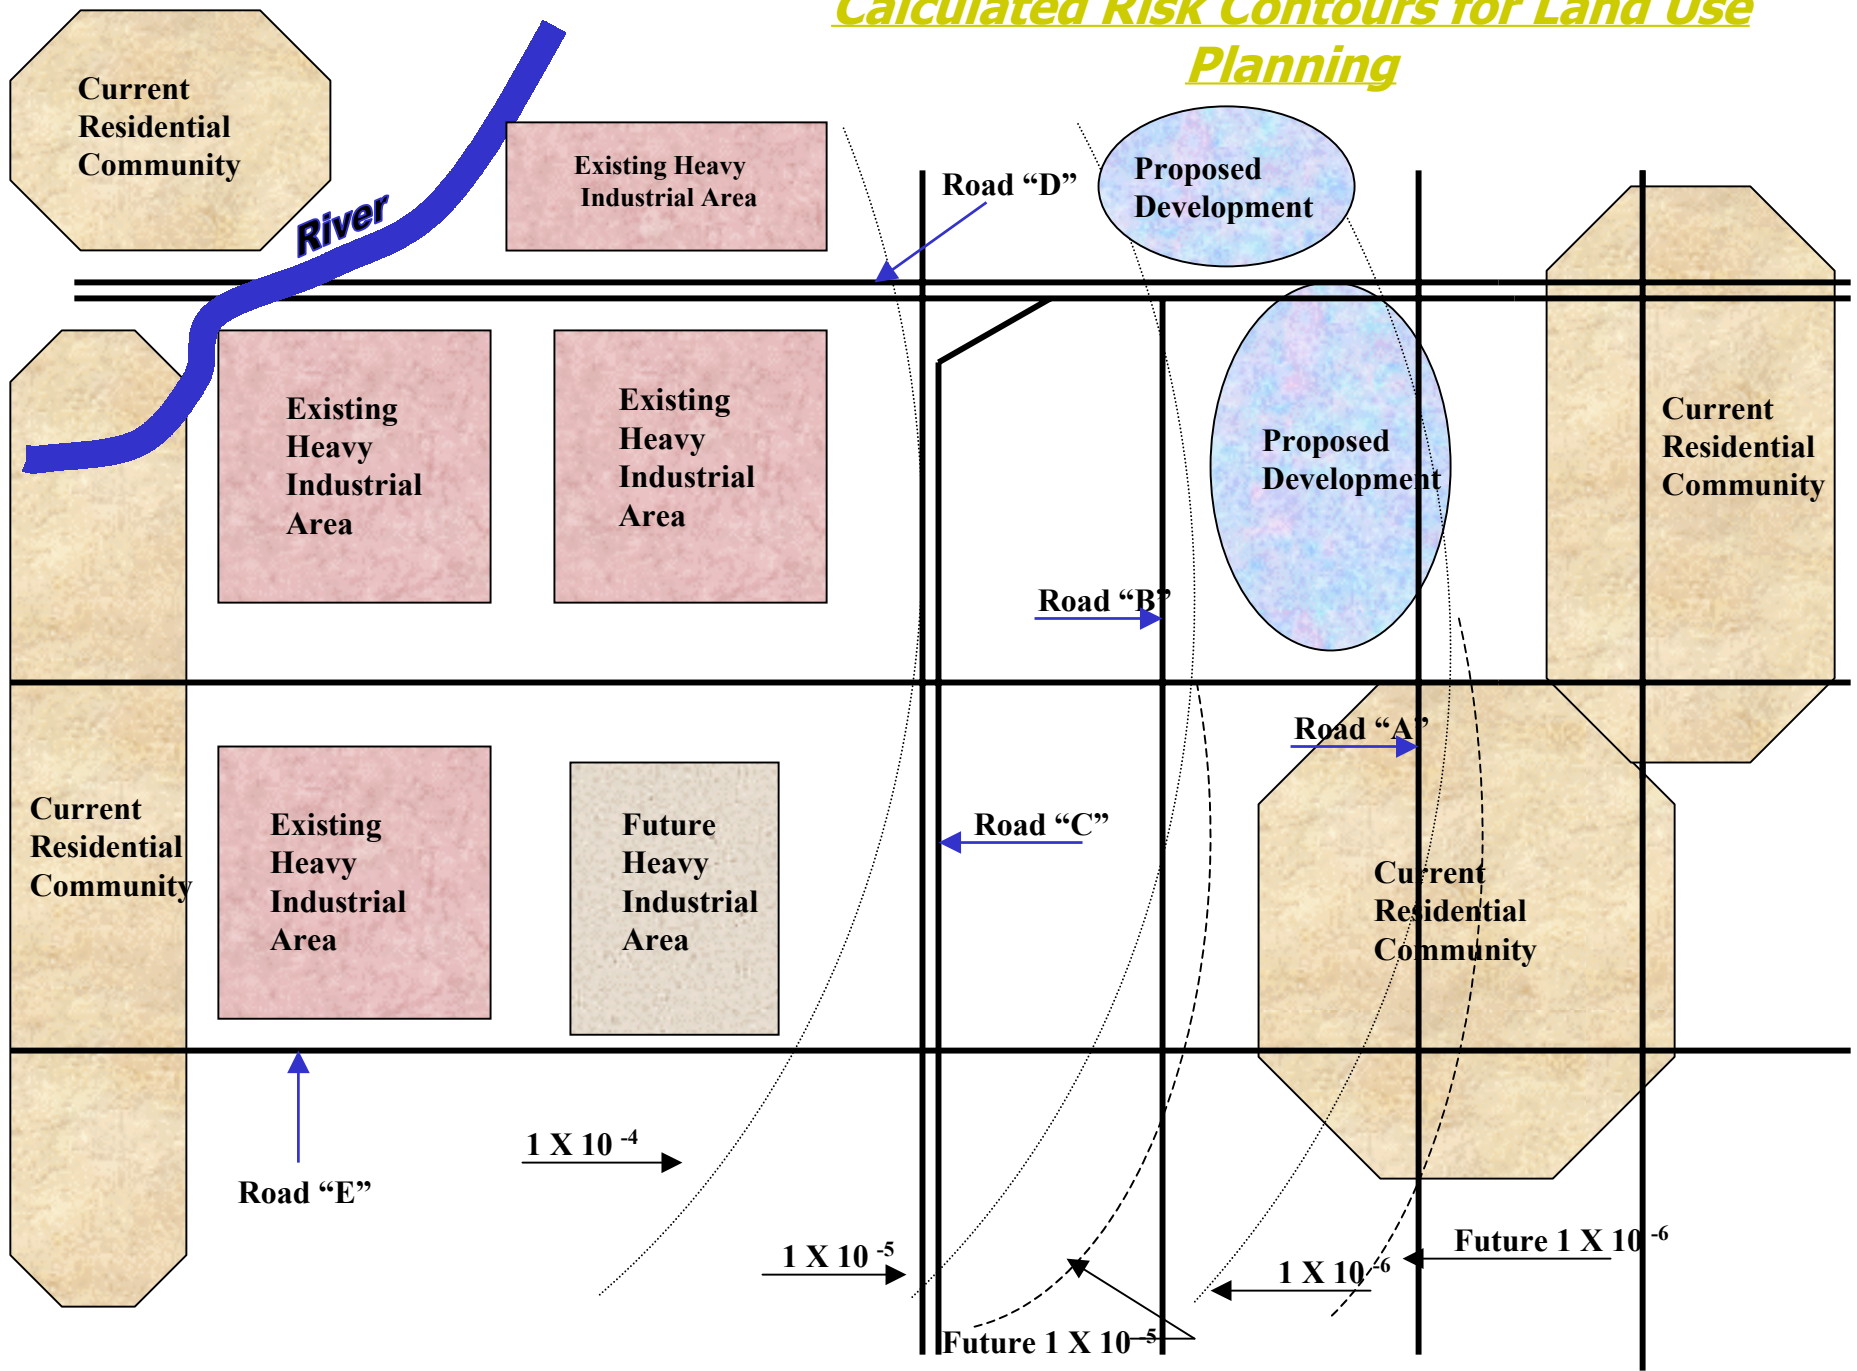 Calculated Risk Contours for Land Use
Planning
Current
Residential
Community
River
Existing Heavy
Industrial Area
Road “D”
Proposed
Development
Existing
Heavy
Industrial
Area
Existing
Heavy
Industrial
Area
Proposed
Development
Current
Residential
Community
Road “B”
Road “A”
Current
Residential
Community
Existing
Heavy
Industrial
Area
Future
Heavy
Industrial
Area
Road “C”
Current
Residential
Community
Road “E”
1 X 10 -4
1 X 10 -5
Future 1 X 10 -5
1 X 10 -6
Future 1 X 10 -6